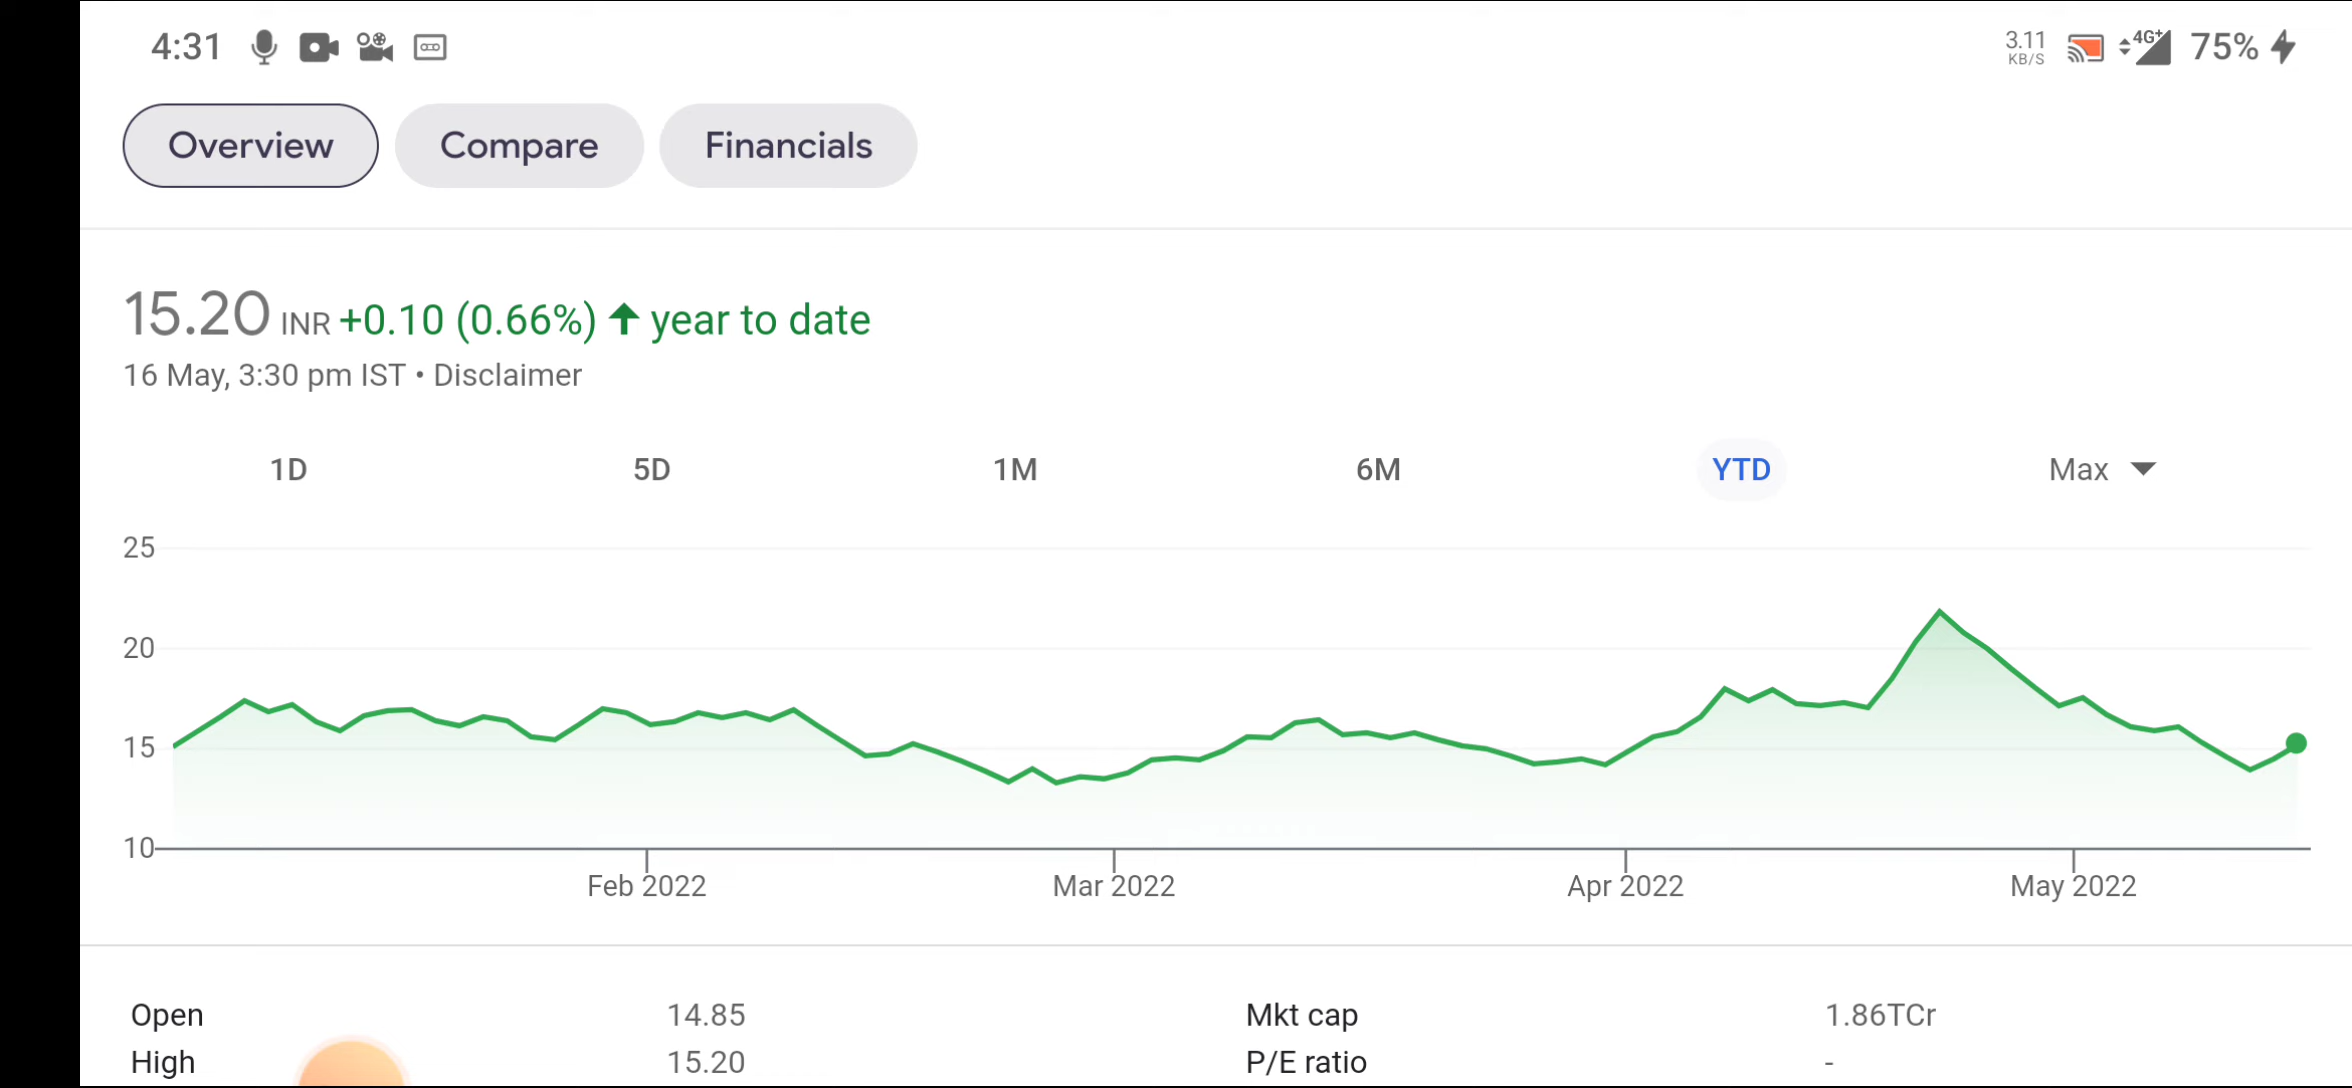 4:31 3.11 KB/S 4G+ 75%
Overview Compare Financials
15.20 INR +0.10 (0.66%) year to date
16 May, 3:30 pm IST • Disclaimer
1D 5D 1M 6M YTD Max
25
20
15
10
Feb 2022 Mar 2022 Apr 2022 May 2022
Open 14.85 Mkt cap 1.86TCr
High 15.20 P/E ratio -